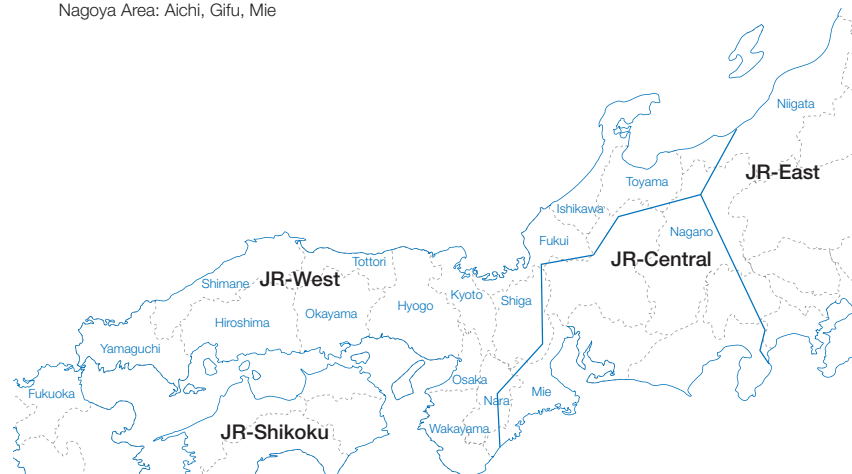 Nagoya Area: Aichi, Gifu, Mie
Niigata
JR-East
Toyama
Ishikawa
Nagano
Fukui
JR-Central
Tottori
JR-West
Shimane
Kyoto
Shiga
Hyogo
Okayama
Hiroshima
Yamaguchi
Osaka
Fukuoka
Mie
Nara
Wakayama
JR-Shikoku